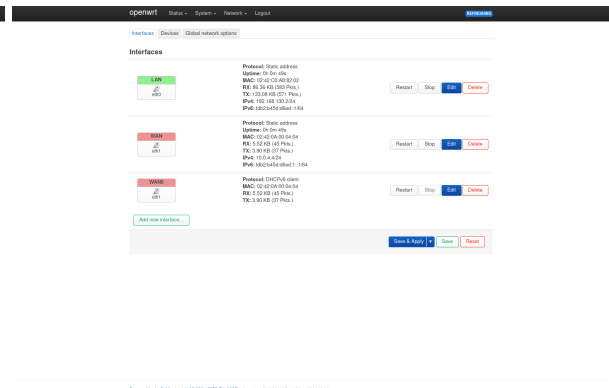 openwrt Status System Network Logout REFRESHING
Interfaces Devices Global network options
Interfaces
LAN
eth0
Protocol: Static address
Uptime: 0h 0m 49s
MAC: 02:42:C0:A8:82:02
RX: 86.36 KB (583 Pkts.)
TX: 133.08 KB (571 Pkts.)
IPv4: 192.168.130.2/24
Restart Stop Edit Delete
WAN
eth1
Protocol: Static address
Uptime: 0h 0m 49s
MAC: 02:42:0A:00:04:04
RX: 5.52 KB (45 Pkts.)
TX: 3.90 KB (37 Pkts.)
IPv4: 10.0.4.4/24
Restart Stop Edit Delete
WAN6
eth1
Protocol: DHCPv6 client
MAC: 02:42:0A:00:04:04
RX: 5.52 KB (45 Pkts.)
TX: 3.90 KB (37 Pkts.)
Restart Stop Edit Delete
Add new interface...
Save & Apply Save Reset